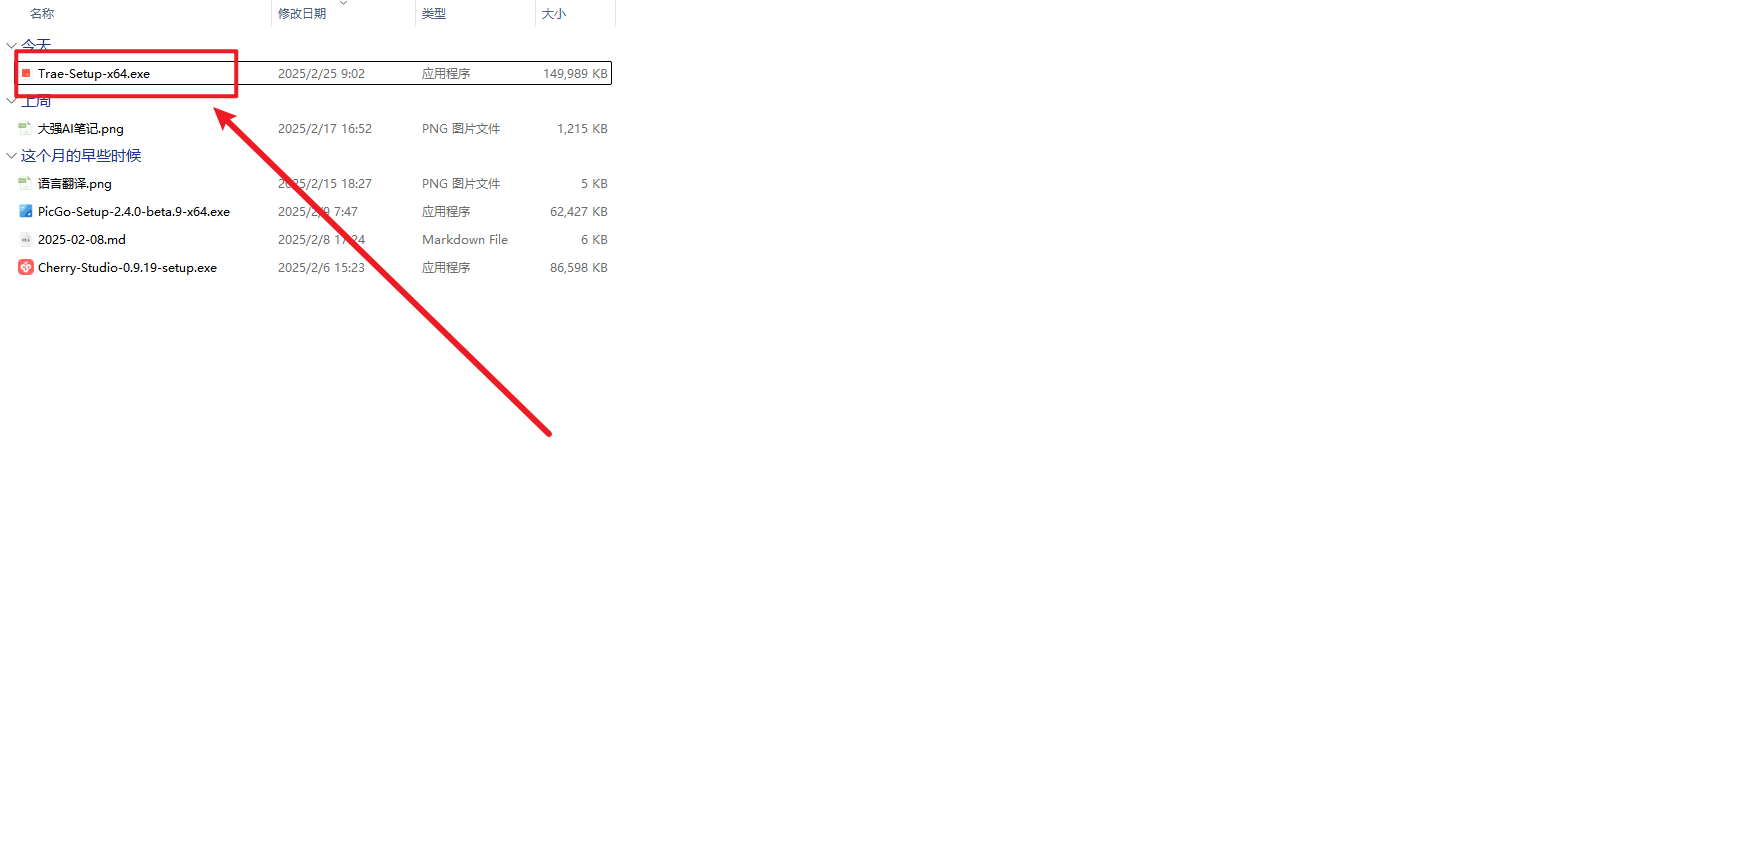 名称 修改日期 类型 大小
今天
Trae-Setup-x64.exe 2025/2/25 9:02 应用程序 149,989 KB
上周
大强AI笔记.png 2025/2/17 16:52 PNG 图片文件 1,215 KB
这个月的早些时候
语言翻译.png 2025/2/15 18:27 PNG 图片文件 5 KB
PicGo-Setup-2.4.0-beta.9-x64.exe 2025/2/9 7:47 应用程序 62,427 KB
2025-02-08.md 2025/2/8 17:24 Markdown File 6 KB
Cherry-Studio-0.9.19-setup.exe 2025/2/6 15:23 应用程序 86,598 KB